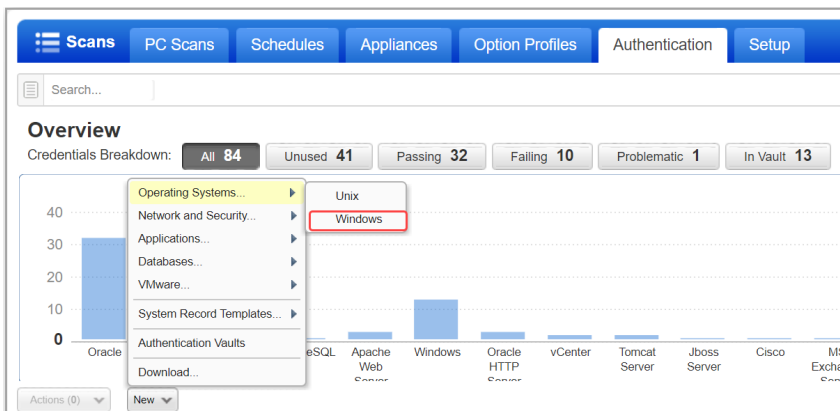 Scans PC Scans Schedules Appliances Option Profiles Authentication Setup
Search...
Overview
Credentials Breakdown: All 84 Unused 41 Passing 32 Failing 10 Problematic 1 In Vault 13
Operating Systems...
Network and Security...
Applications...
Databases...
VMware...
System Record Templates...
Authentication Vaults
Download...
Unix
Windows
40
30
20
10
0
Oracle eSQL Apache Windows Oracle vCenter Tomcat Jboss Cisco
Web HTTP Server Server
Actions (0) New